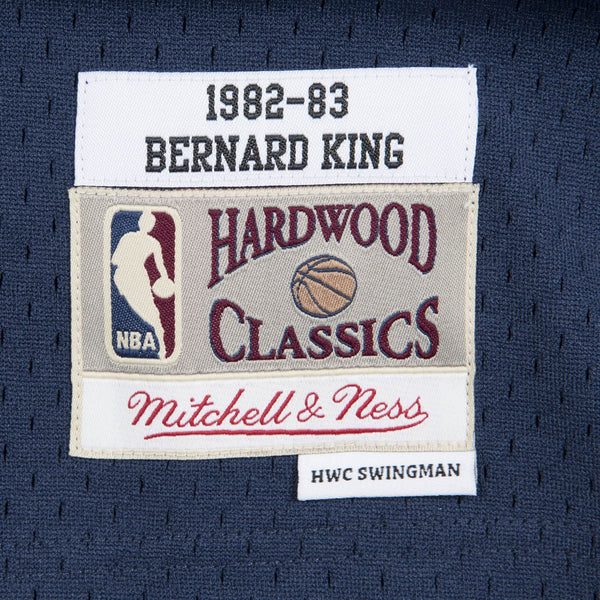 1982-83
BERNARD KING
HARDWOOD
CLASSICS
NBA
Mitchell & Ness
HWC SWINGMAN